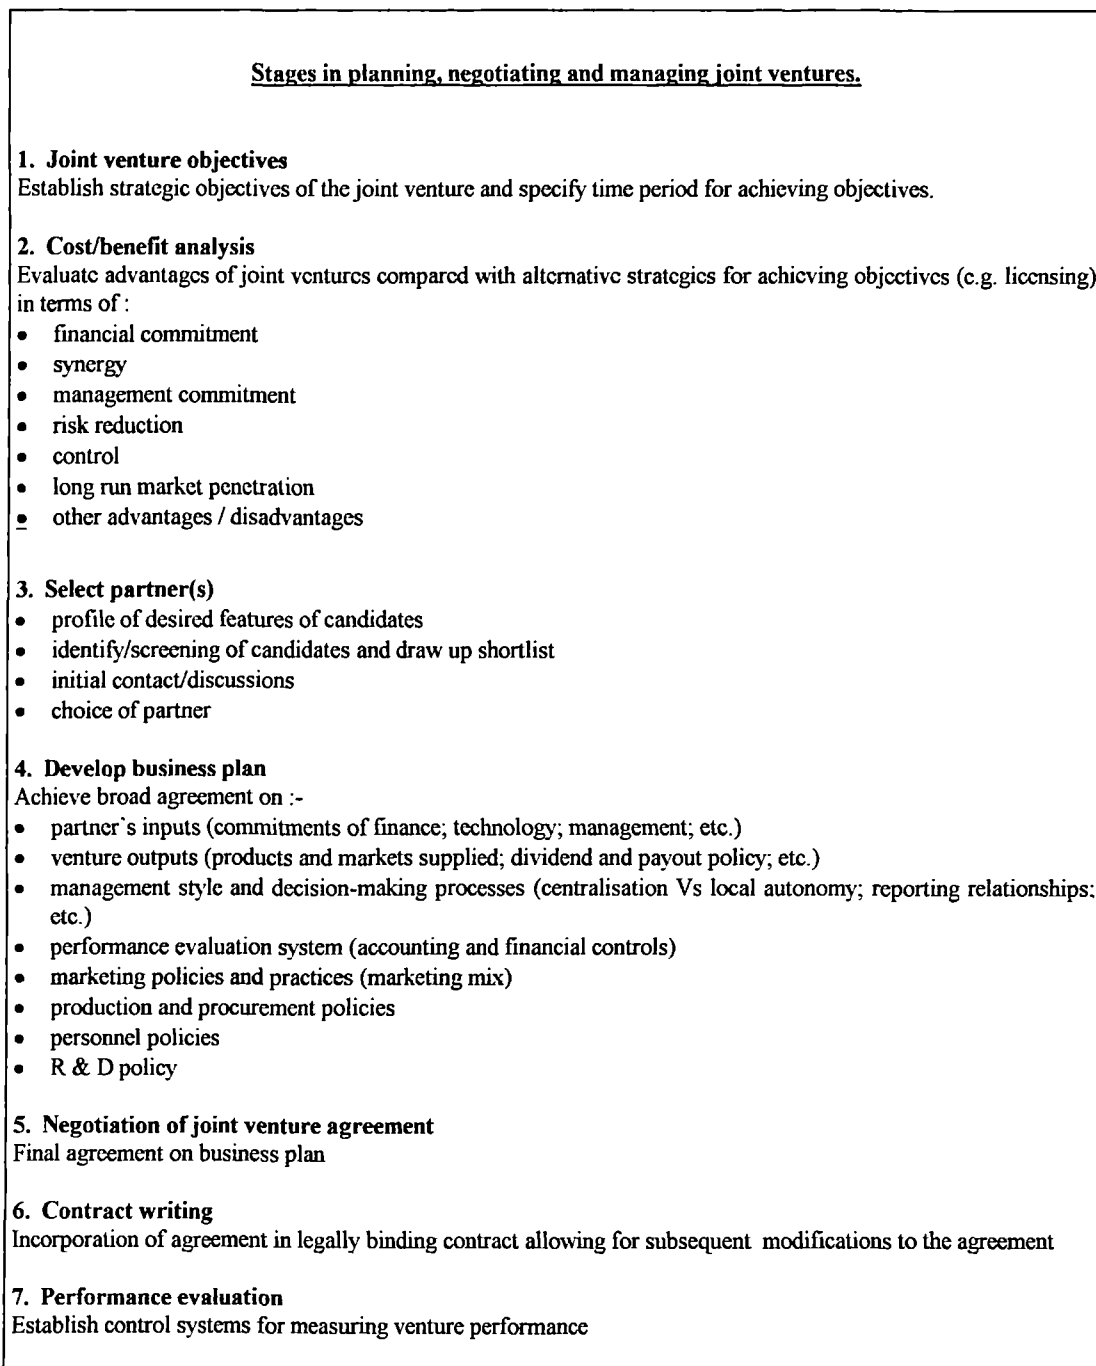 Stages in planning, negotiating and managing joint ventures.
1. Joint venture objectives
Establish strategic objectives of the joint venture and specify time period for achieving objectives.
2. Cost/benefit analysis
Evaluate advantages of joint ventures compared with alternative strategies for achieving objectives (e.g. licensing)
in terms of :
• financial commitment
• synergy
• management commitment
• risk reduction
• control
• long run market penetration
• other advantages / disadvantages
3. Select partner(s)
• profile of desired features of candidates
• identify/screening of candidates and draw up shortlist
• initial contact/discussions
• choice of partner
4. Develop business plan
Achieve broad agreement on :-
• partner's inputs (commitments of finance; technology; management; etc.)
• venture outputs (products and markets supplied; dividend and payout policy; etc.)
• management style and decision-making processes (centralisation Vs local autonomy; reporting relationships;
etc.)
• performance evaluation system (accounting and financial controls)
• marketing policies and practices (marketing mix)
• production and procurement policies
• personnel policies
• R & D policy
5. Negotiation of joint venture agreement
Final agreement on business plan
6. Contract writing
Incorporation of agreement in legally binding contract allowing for subsequent modifications to the agreement
7. Performance evaluation
Establish control systems for measuring venture performance